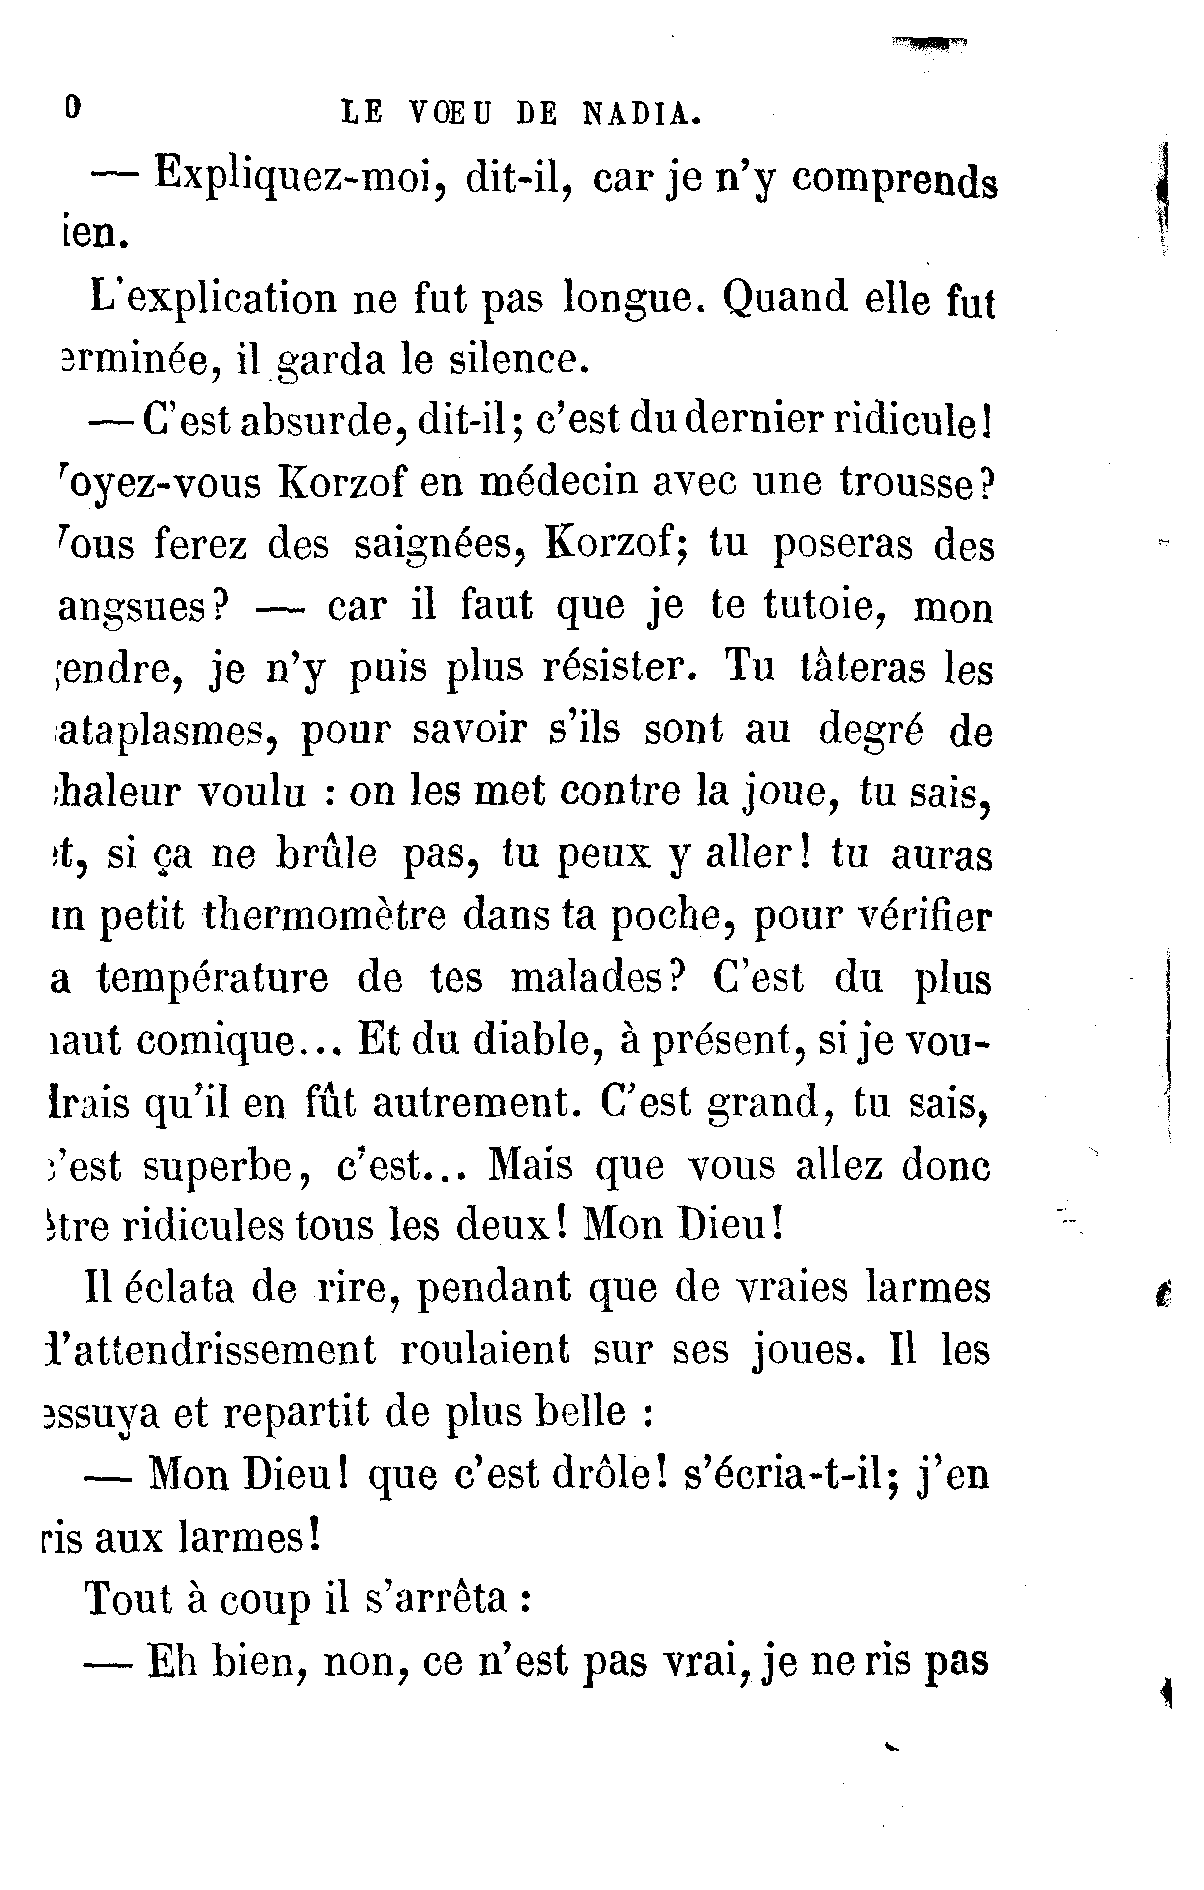 0 LE VŒU DE NADIA.
— Expliquez-moi, dit-il, car je n'y comprends
ien.
L'explication ne fut pas longue. Quand elle fut
erminée, il garda le silence.
— C'est absurde, dit-il; c'est du dernier ridicule!
oyez-vous Korzof en médecin avec une trousse?
ous ferez des saignées, Korzof; tu poseras des
angsues? — car il faut que je te tutoie, mon
endre, je n'y puis plus résister. Tu tâteras les
ataplasmes, pour savoir s'ils sont au degré de
haleur voulu : on les met contre la joue, tu sais,
t, si ça ne brûle pas, tu peux y aller! tu auras
n petit thermomètre dans ta poche, pour vérifier
a température de tes malades? C'est du plus
haut comique... Et du diable, à présent, si je vou-
drais qu'il en fût autrement. C'est grand, tu sais,
c'est superbe, c'est... Mais que vous allez donc
être ridicules tous les deux! Mon Dieu!
Il éclata de rire, pendant que de vraies larmes
d'attendrissement roulaient sur ses joues. Il les
essuya et repartit de plus belle :
— Mon Dieu! que c'est drôle! s'écria-t-il; j'en
ris aux larmes!
Tout à coup il s'arrêta :
— Eh bien, non, ce n'est pas vrai, je ne ris pas